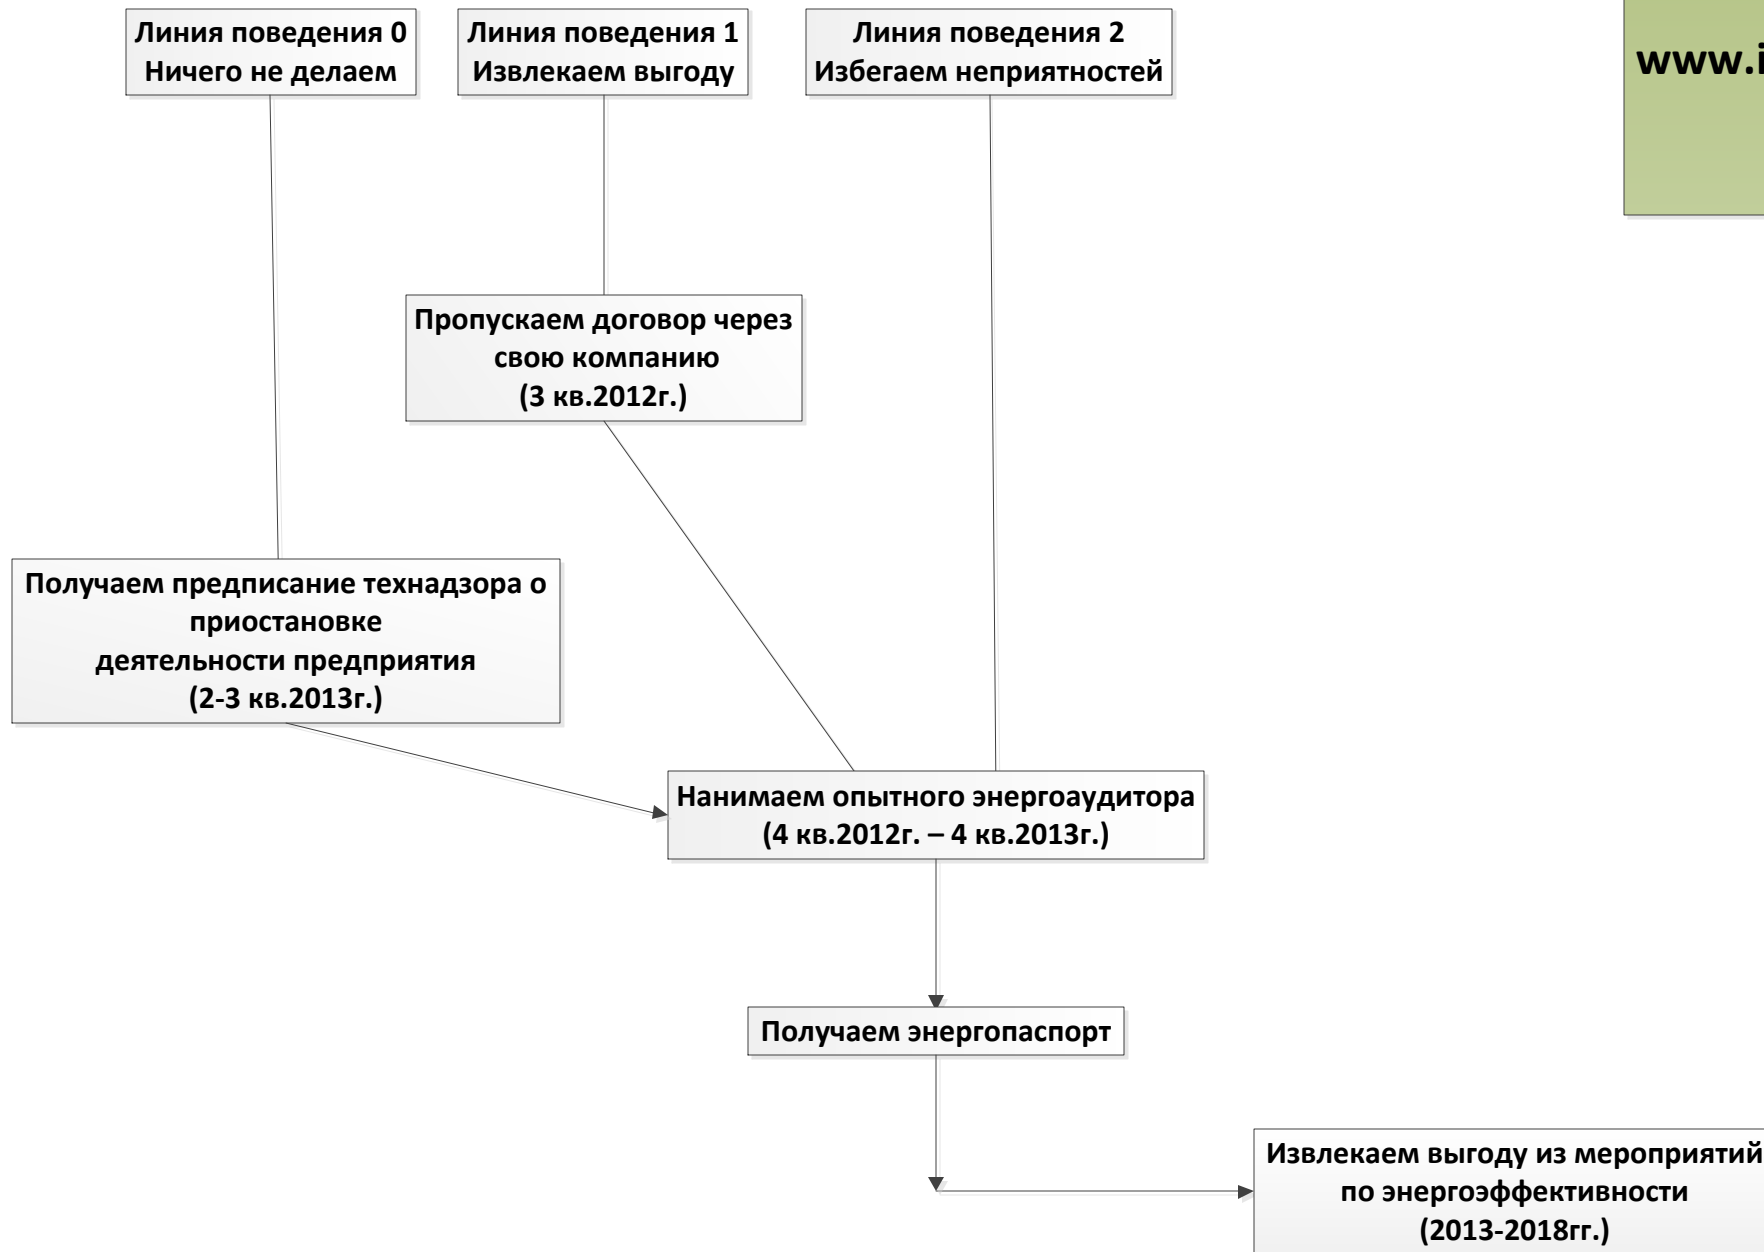 Линия поведения 0
Ничего не делаем
Линия поведения 1
Извлекаем выгоду
Линия поведения 2
Избегаем неприятностей
www.i
Пропускаем договор через
свою компанию
(3 кв.2012г.)
Получаем предписание технадзора о
приостановке
деятельности предприятия
(2-3 кв.2013г.)
Нанимаем опытного энергоаудитора
(4 кв.2012г. – 4 кв.2013г.)
Получаем энергопаспорт
Извлекаем выгоду из мероприятий
по энергоэффективности
(2013-2018гг.)